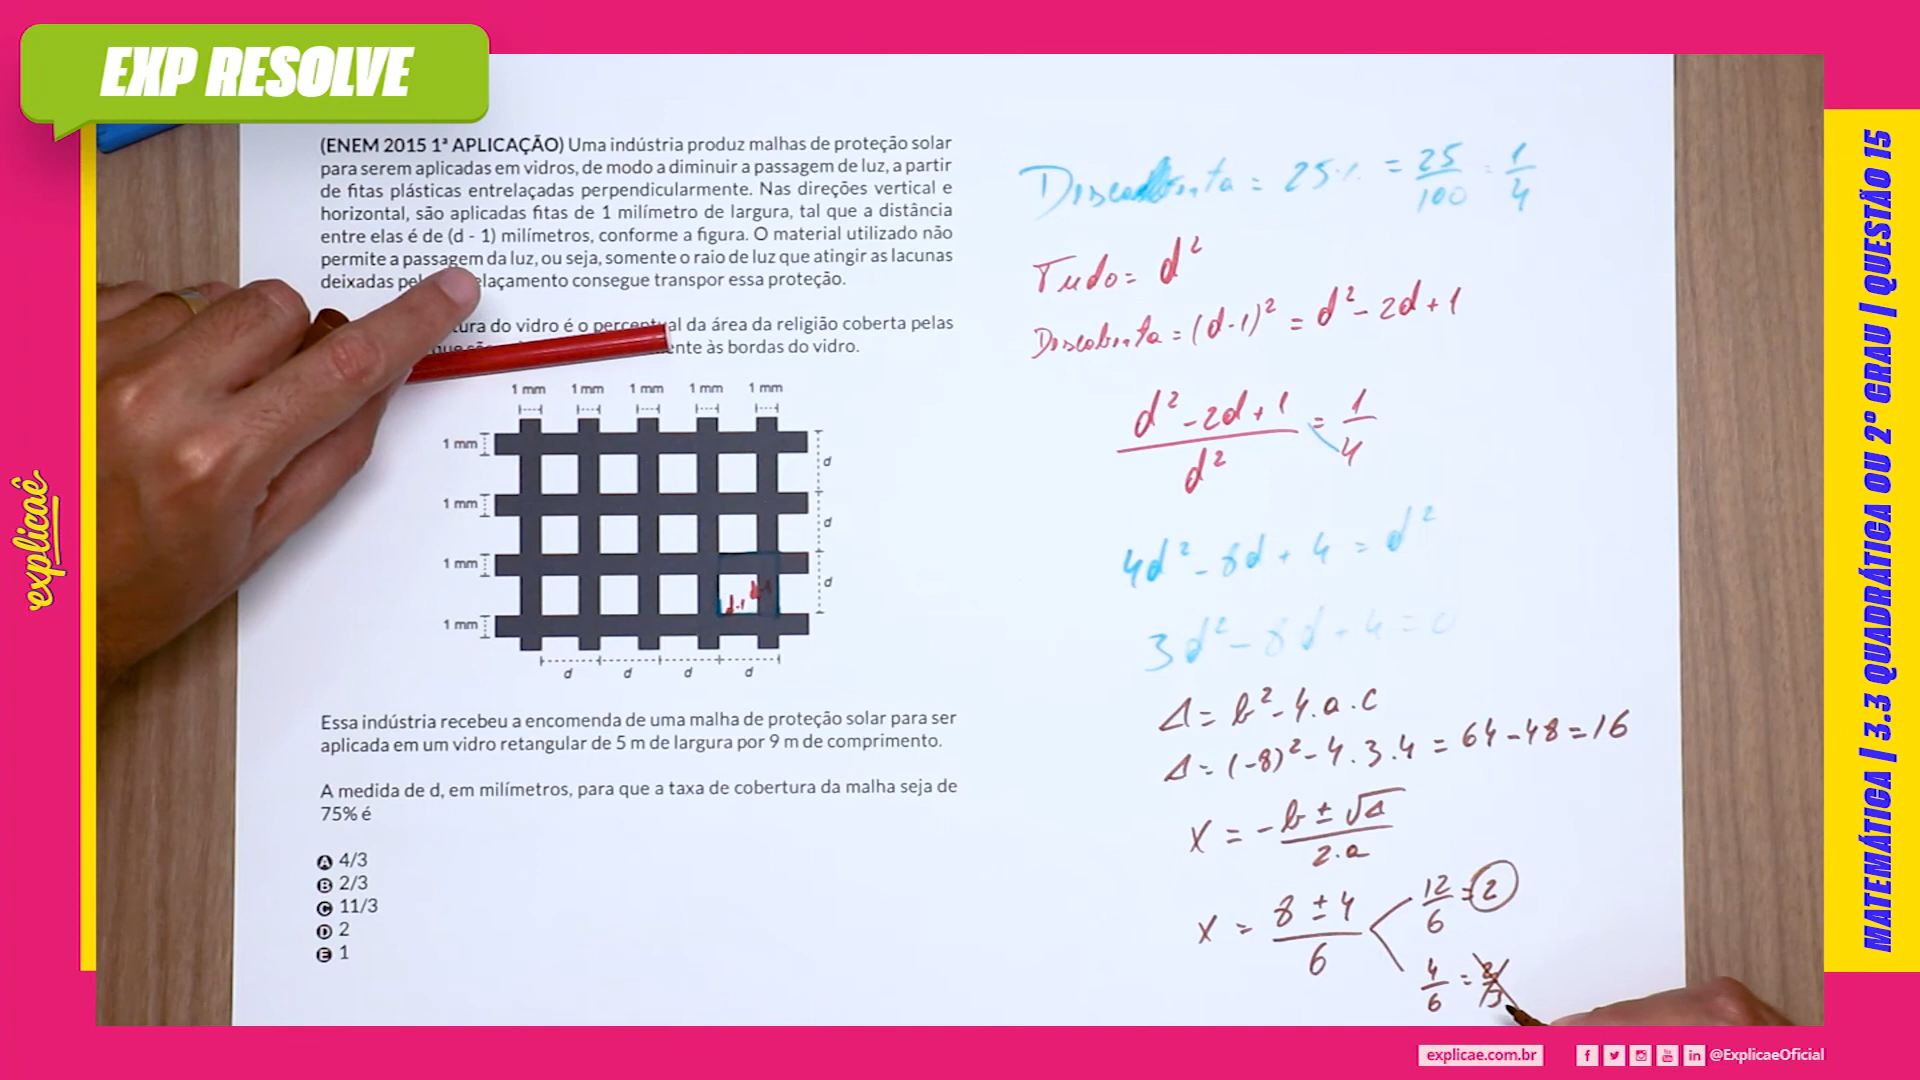 EXP RESOLVE
(ENEM 2015 1ª APLICAÇÃO) Uma indústria produz malhas de proteção solar
para serem aplicadas em vidros, de modo a diminuir a passagem de luz, a partir
de fitas plásticas entrelaçadas perpendicularmente. Nas direções vertical e
horizontal, são aplicadas fitas de 1 milímetro de largura, tal que a distância
entre elas é de (d - 1) milímetros, conforme a figura. O material utilizado não
permite a passagem da luz, ou seja, somente o raio de luz que atingir as lacunas
deixadas pel elaçamento consegue transpor essa proteção.
tura do vidro é o percentual da área da religião coberta pelas
ente às bordas do vidro.
1 mm 1 mm 1 mm 1 mm 1 mm
1 mm
d
1 mm
d
1 mm
d
d-1
1 mm
d d d d
Essa indústria recebeu a encomenda de uma malha de proteção solar para ser
aplicada em um vidro retangular de 5 m de largura por 9 m de comprimento.
A medida de d, em milímetros, para que a taxa de cobertura da malha seja de
75% é
A 4/3
B 2/3
C 11/3
D 2
E 1
= 25% = 25/100 = 1/4
Tudo = d²
Descoberta = (d-1)² = d² - 2d + 1
d² - 2d + 1 / d² = 1/4
4d² - 8d + 4 = d²
3d² - 8d + 4 = 0
Δ = b² - 4.a.c
Δ = (-8)² - 4.3.4 = 64 - 48 = 16
X = -b ± √Δ / 2.a
X = 8 ± 4 / 6
12/6 = 2
4/6 = 2/3
explicaê
MATEMÁTICA | 3.3 QUADRÁTICA OU 2º GRAU | QUESTÃO 15
explicae.com.br
@ExplicaeOficial